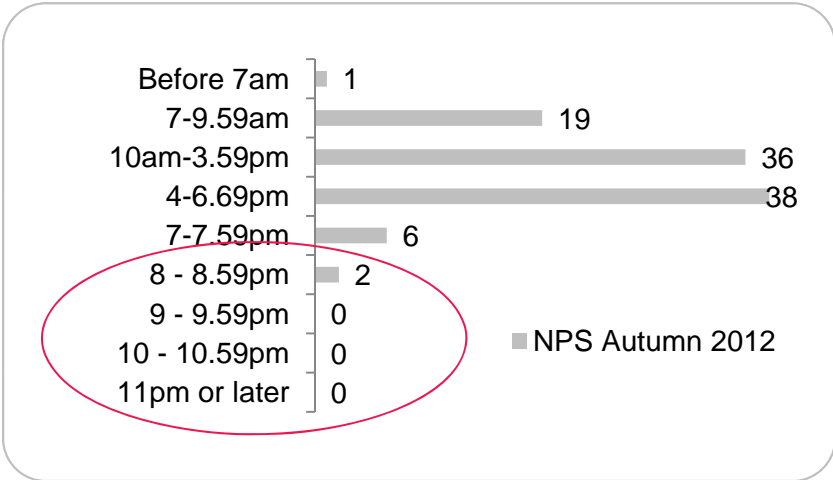 Before 7am 1
7-9.59am 19
10am-3.59pm 36
4-6.69pm 38
7-7.59pm 6
8 - 8.59pm 2
9 - 9.59pm 0
10 - 10.59pm 0
11pm or later 0
NPS Autumn 2012